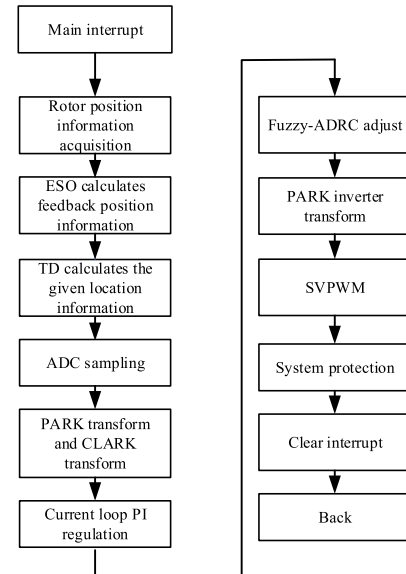 Main interrupt
Rotor position
information
acquisition
ESO calculates
feedback position
information
TD calculates the
given location
information
ADC sampling
PARK transform
and CLARK
transform
Current loop PI
regulation
Fuzzy-ADRC adjust
PARK inverter
transform
SVPWM
System protection
Clear interrupt
Back